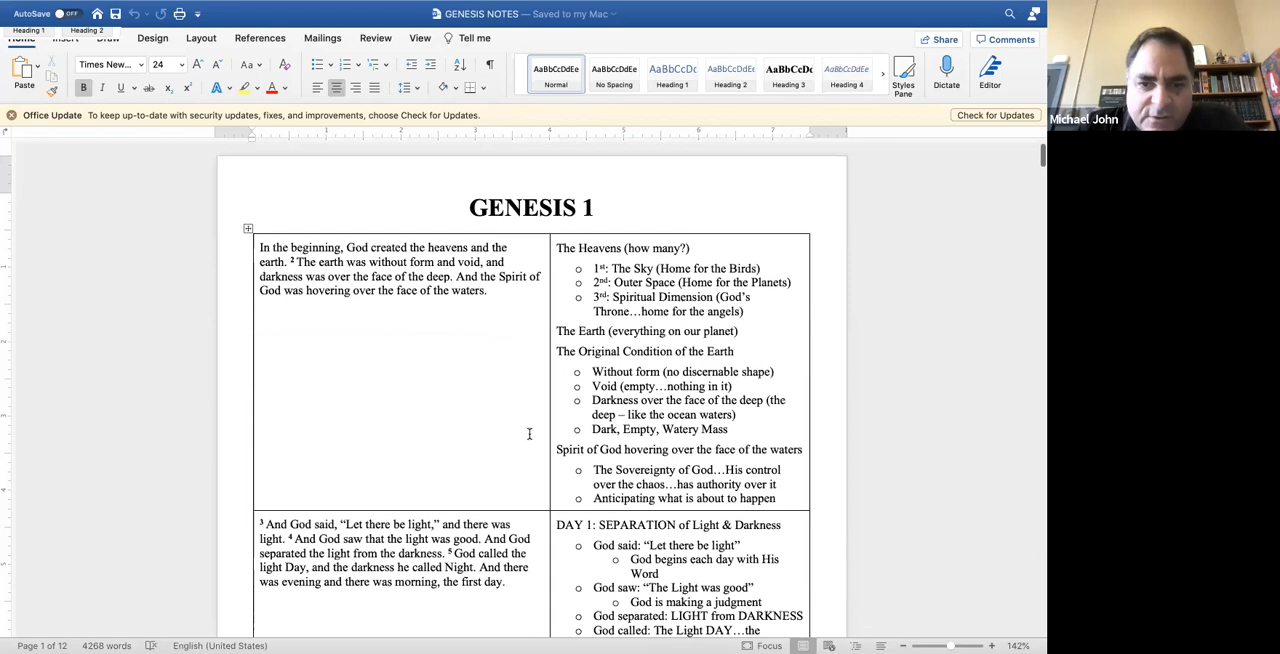 AutoSave OFF
GENESIS NOTES — Saved to my Mac
Heading 1 Heading 2
Home Insert Draw Design Layout References Mailings Review View Tell me
Share Comments
Paste
Times New... 24
Aa
AaBbCcDdEe AaBbCcDdEe AaBbCcDc AaBbCcDdEe AaBbCcDc AaBbCcDdEe
Normal No Spacing Heading 1 Heading 2 Heading 3 Heading 4
Styles
Pane
Dictate
Editor
Michael John
Office Update To keep up-to-date with security updates, fixes, and improvements, choose Check for Updates.
Check for Updates
1 2 3 4 5 6 7
GENESIS 1
In the beginning, God created the heavens and the
earth. 2 The earth was without form and void, and
darkness was over the face of the deep. And the Spirit of
God was hovering over the face of the waters.
The Heavens (how many?)
o 1st: The Sky (Home for the Birds)
o 2nd: Outer Space (Home for the Planets)
o 3rd: Spiritual Dimension (God's
Throne…home for the angels)
The Earth (everything on our planet)
The Original Condition of the Earth
o Without form (no discernable shape)
o Void (empty…nothing in it)
o Darkness over the face of the deep (the
deep – like the ocean waters)
o Dark, Empty, Watery Mass
Spirit of God hovering over the face of the waters
o The Sovereignty of God…His control
over the chaos…has authority over it
o Anticipating what is about to happen
3 And God said, “Let there be light,” and there was
light. 4 And God saw that the light was good. And God
separated the light from the darkness. 5 God called the
light Day, and the darkness he called Night. And there
was evening and there was morning, the first day.
DAY 1: SEPARATION of Light & Darkness
o God said: “Let there be light”
o God begins each day with His
Word
o God saw: “The Light was good”
o God is making a judgment
o God separated: LIGHT from DARKNESS
o God called: The Light DAY…the
Page 1 of 12 4268 words English (United States)
Focus
142%